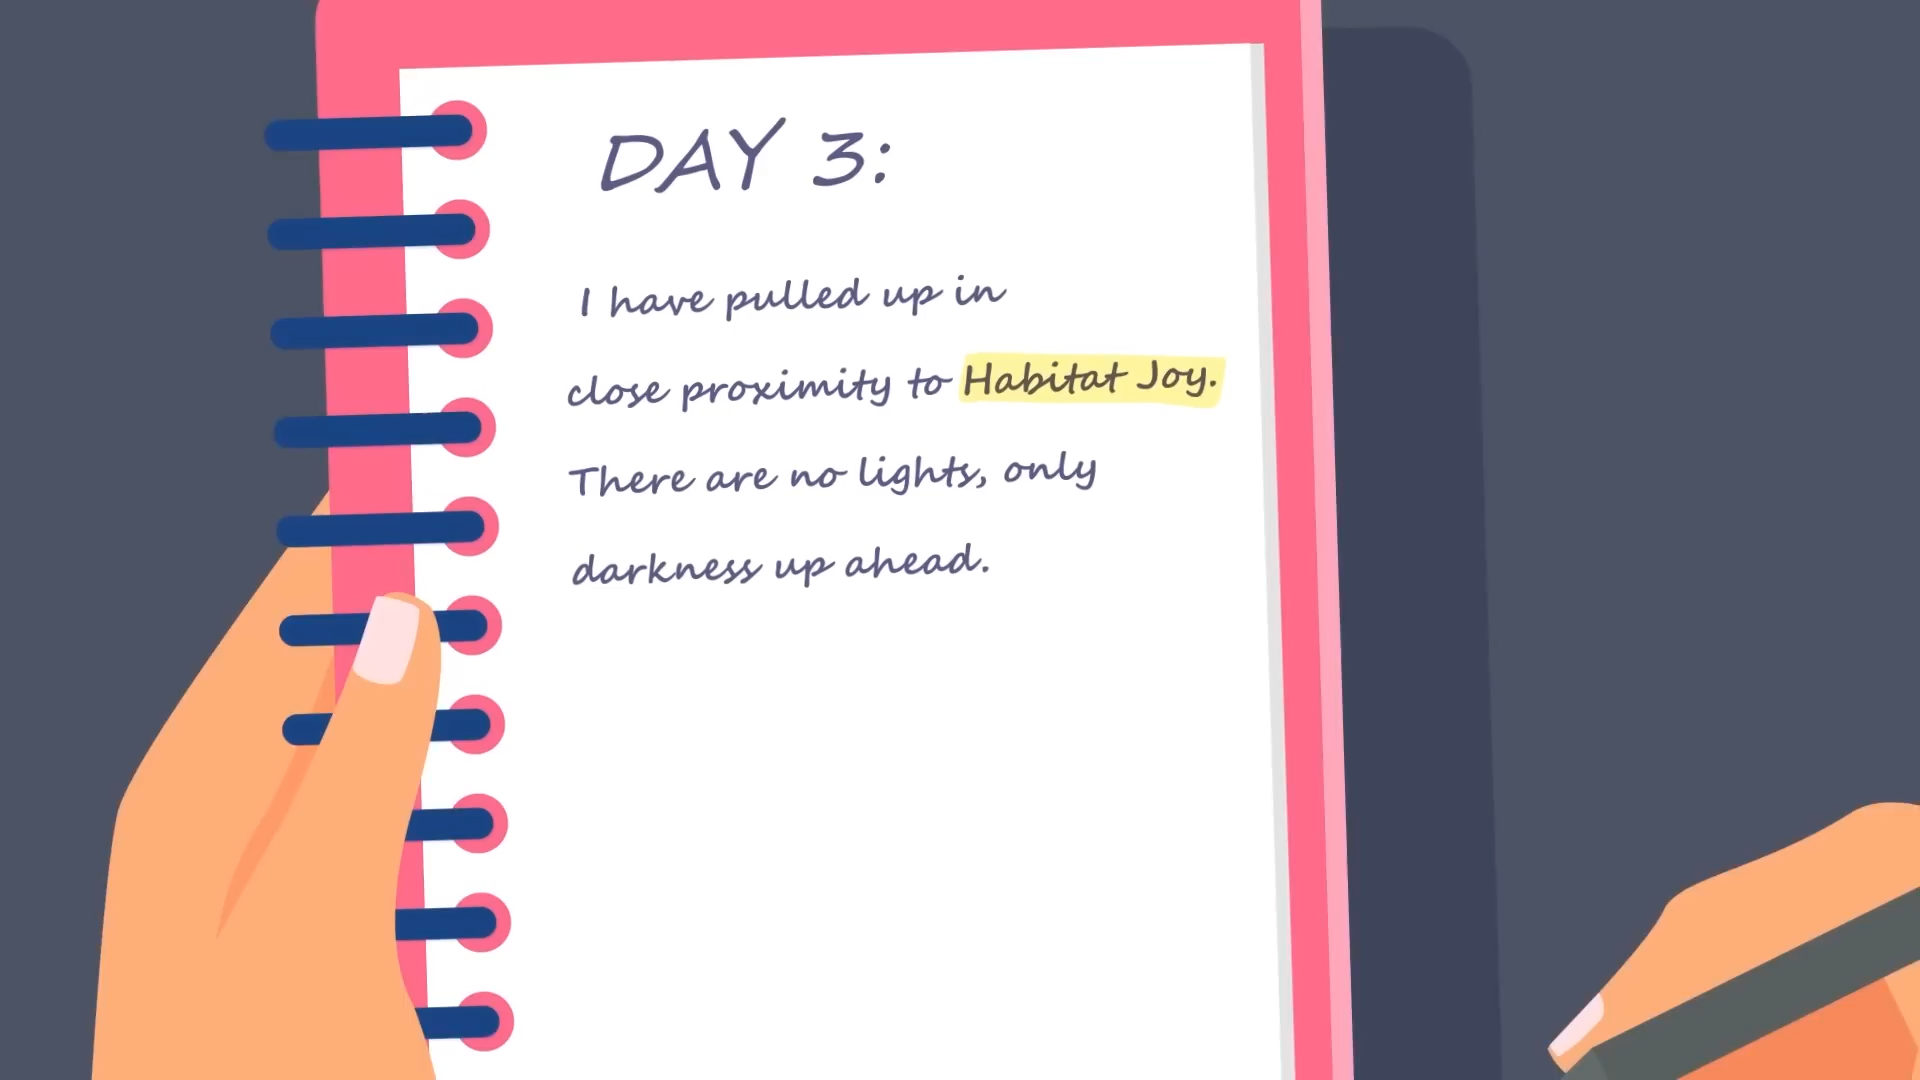 DAY 3:
I have pulled up in
close proximity to Habitat Joy.
There are no lights, only
darkness up ahead.